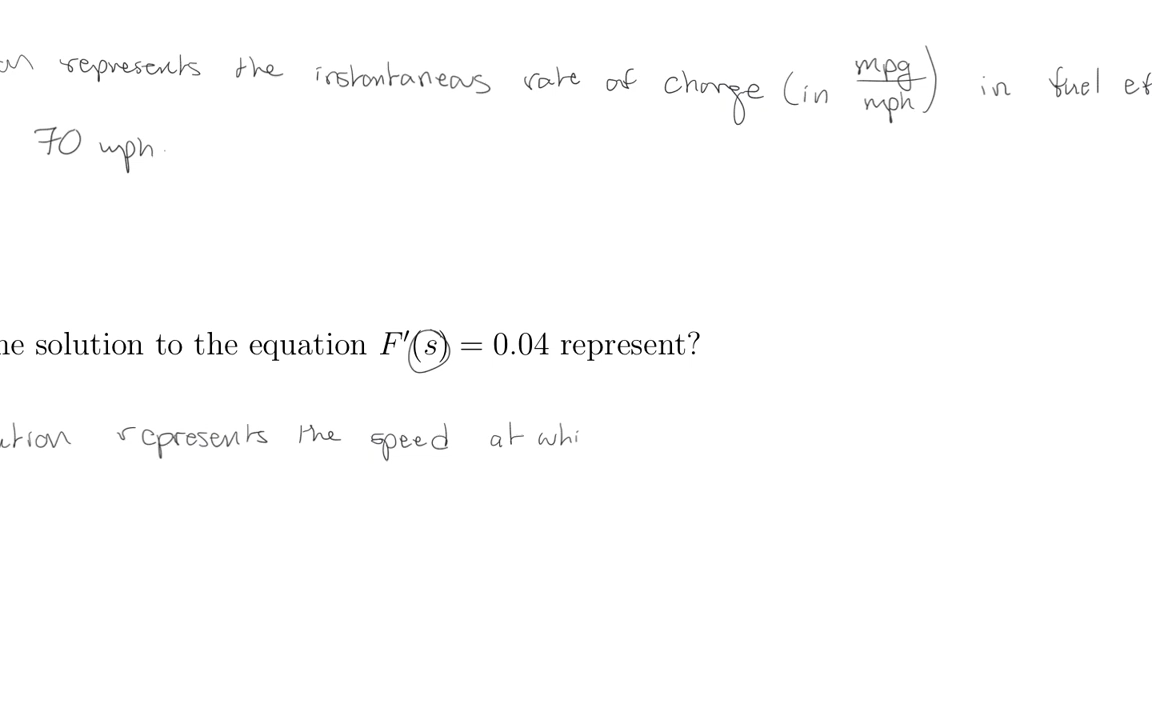 represents the instantaneous rate of change (in mpg/mph) in fuel ef
70 mph.
he solution to the equation F'(s) = 0.04 represent?
ution represents the speed at whi